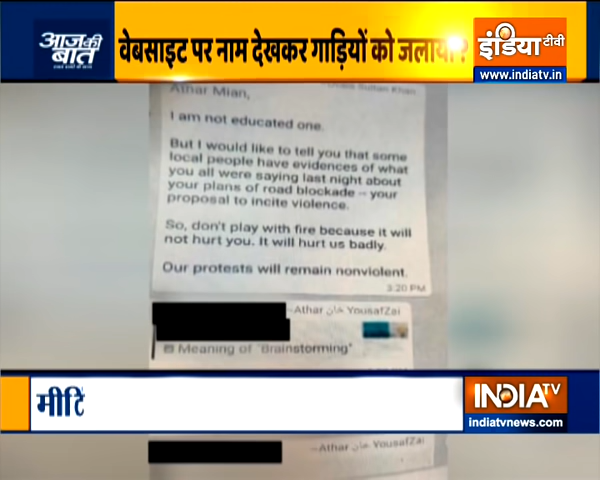 आज की
बात
वेबसाइट पर नाम देखकर गाड़ियों को जलाया ?
इंडिया टीवी
www.indiatv.in
Athar Mian,
I am not educated one.
But I would like to tell you that some
local people have evidences of what
you all were saying last night about
your plans of road blockade – your
proposal to incite violence.
So, don't play with fire because it will
not hurt you. It will hurt us badly.
Our protests will remain nonviolent.
3:20 PM
~Athar خان YousafZai
Meaning of "Brainstorming"
मीटिं
INDIA TV
indiatvnews.com
~Athar خان YousafZai